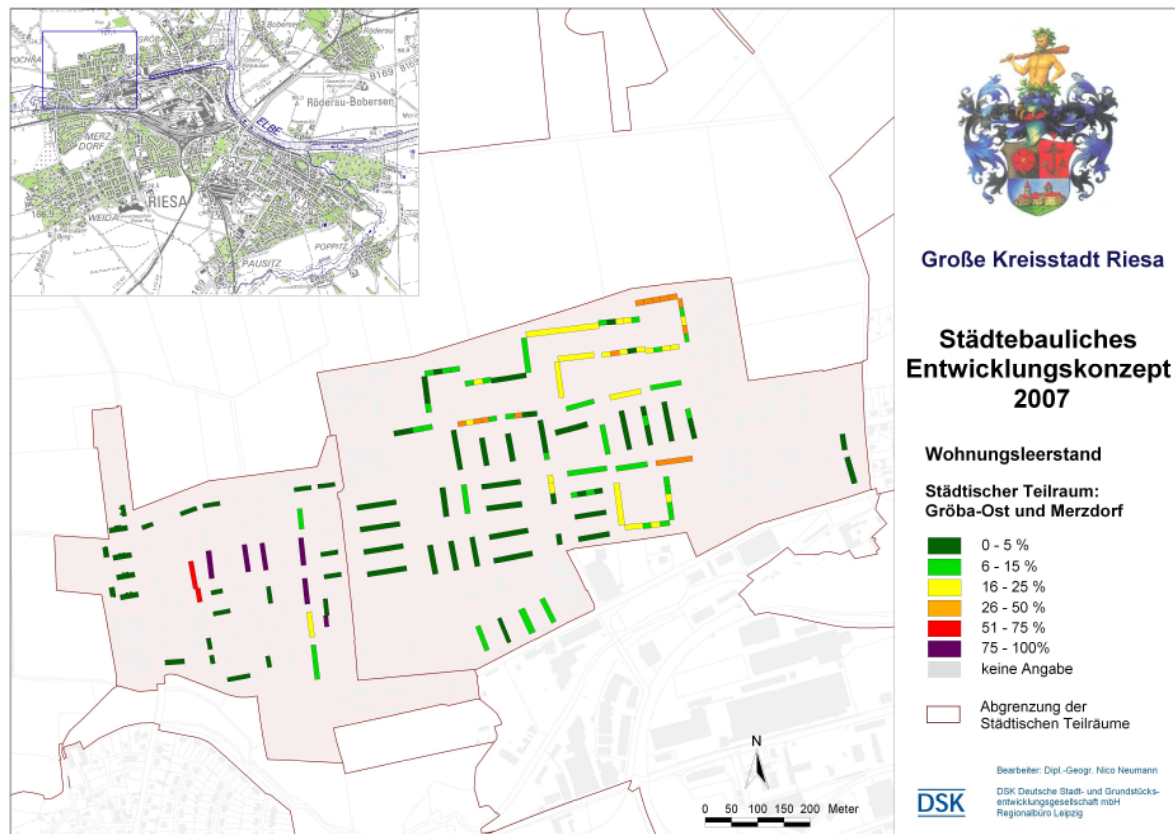 GRÖBA
Röderau
B169
Röderau-Bobersen
ELBE
MERZ
DORF
RIESA
WEIDA
POPPITZ
PAUSITZ
Große Kreisstadt Riesa
Städtebauliches
Entwicklungskonzept
2007
Wohnungsleerstand
Städtischer Teilraum:
Gröba-Ost und Merzdorf
0 - 5 %
6 - 15 %
16 - 25 %
26 - 50 %
51 - 75 %
75 - 100%
keine Angabe
Abgrenzung der
Städtischen Teilräume
N
0 50 100 150 200 Meter
Bearbeiter: Dipl.-Geogr. Nico Neumann
DSK
DSK Deutsche Stadt- und Grundstücks-
entwicklungsgesellschaft mbH
Regionalbüro Leipzig